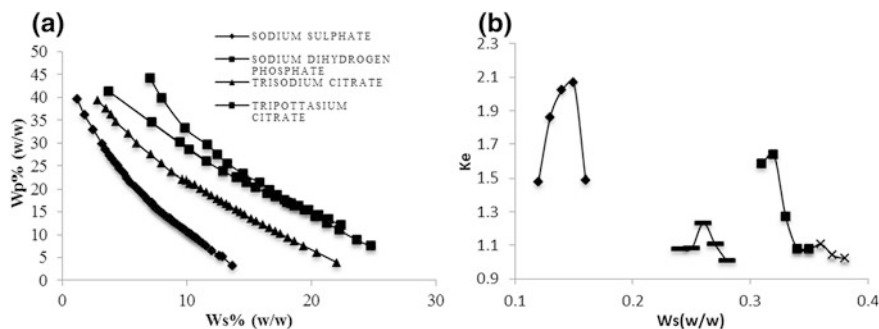 (a)
SODIUM SULPHATE
SODIUM DIHYDROGEN
PHOSPHATE
TRISODIUM CITRATE
TRIPOTTASIUM
CITRATE
50
45
40
35
30
25
20
15
10
5
0
Wp% (w/w)
0 10 20 30
Ws% (w/w)
(b)
2.3
2.1
1.9
1.7
1.5
1.3
1.1
0.9
Ke
0.1 0.2 0.3 0.4
Ws(w/w)